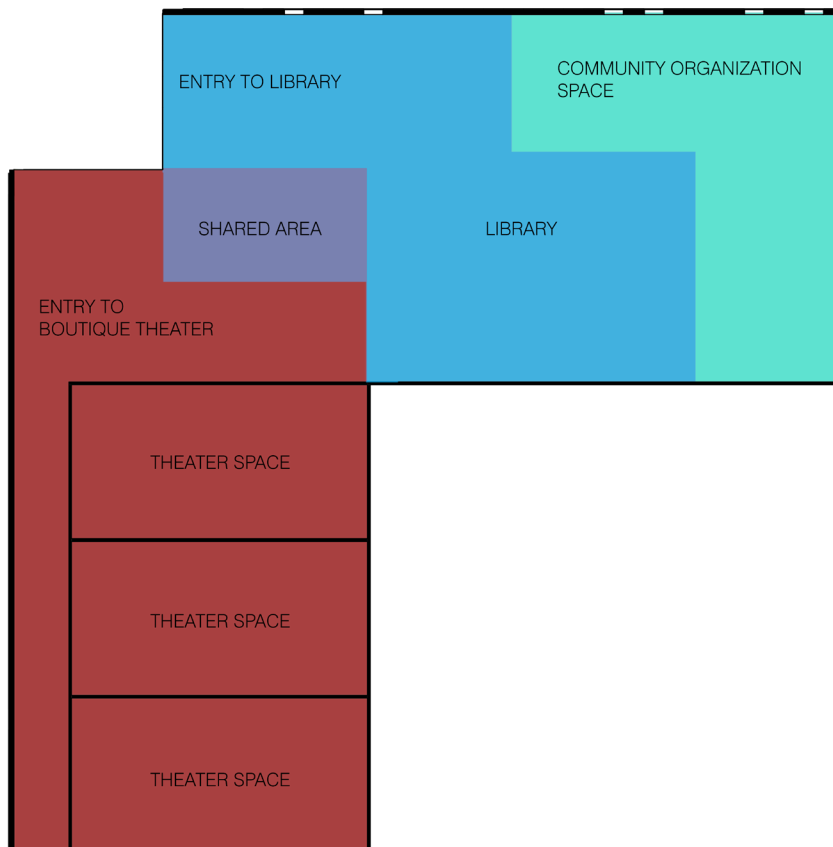 ENTRY TO LIBRARY
COMMUNITY ORGANIZATION
SPACE
SHARED AREA
LIBRARY
ENTRY TO
BOUTIQUE THEATER
THEATER SPACE
THEATER SPACE
THEATER SPACE